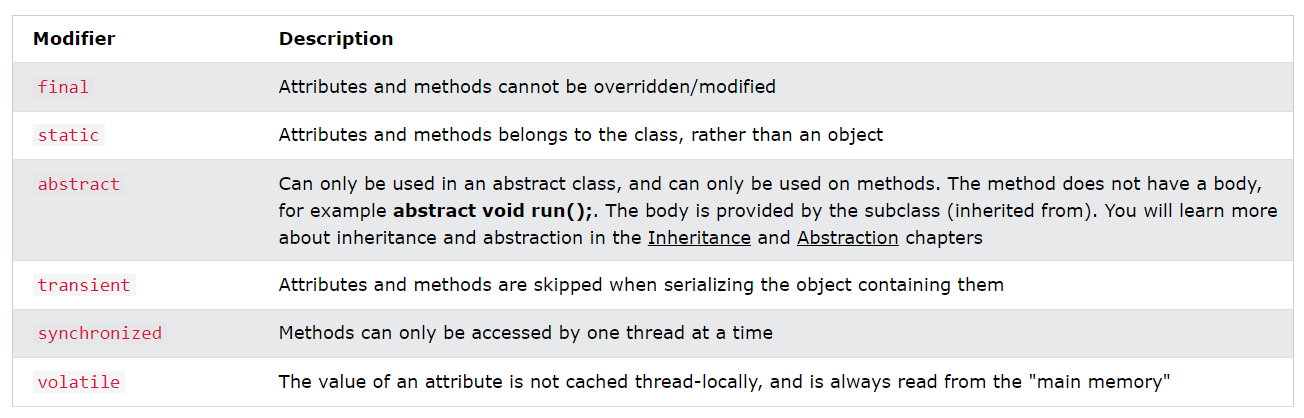 Modifier Description
final Attributes and methods cannot be overridden/modified
static Attributes and methods belongs to the class, rather than an object
abstract Can only be used in an abstract class, and can only be used on methods. The method does not have a body,
for example abstract void run();. The body is provided by the subclass (inherited from). You will learn more
about inheritance and abstraction in the Inheritance and Abstraction chapters
transient Attributes and methods are skipped when serializing the object containing them
synchronized Methods can only be accessed by one thread at a time
volatile The value of an attribute is not cached thread-locally, and is always read from the "main memory"